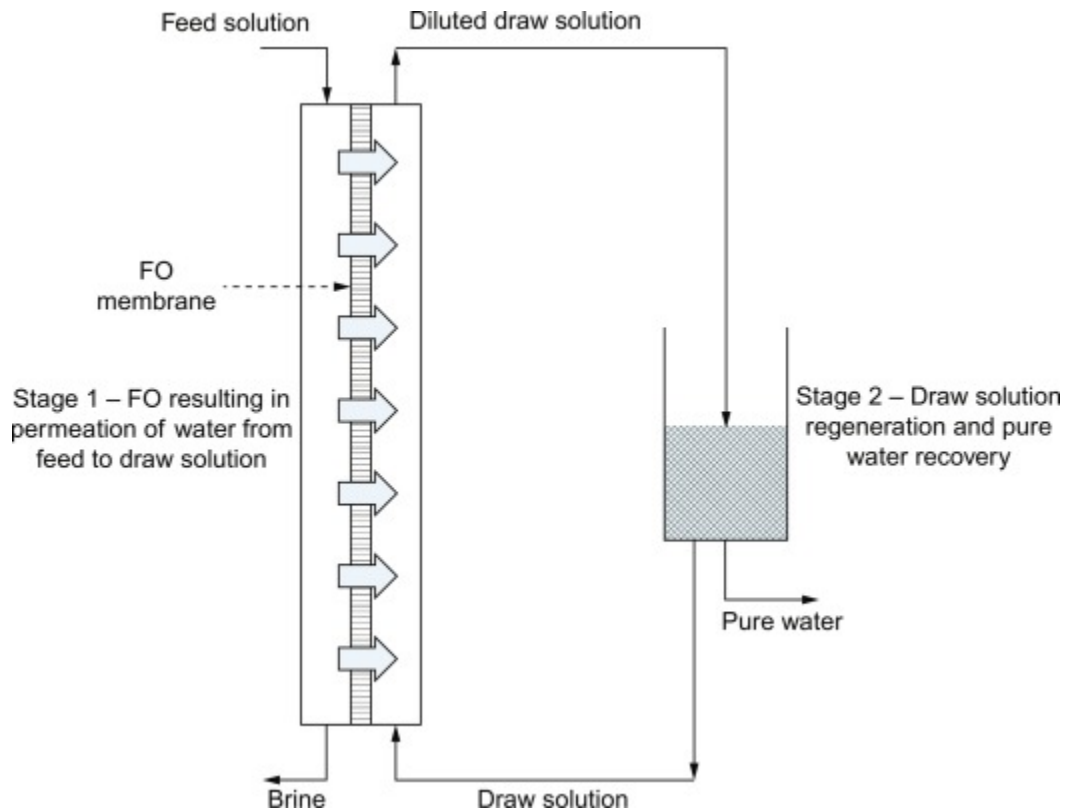 Feed solution
Diluted draw solution
FO
membrane
Stage 1 – FO resulting in
permeation of water from
feed to draw solution
Stage 2 – Draw solution
regeneration and pure
water recovery
Pure water
Brine
Draw solution